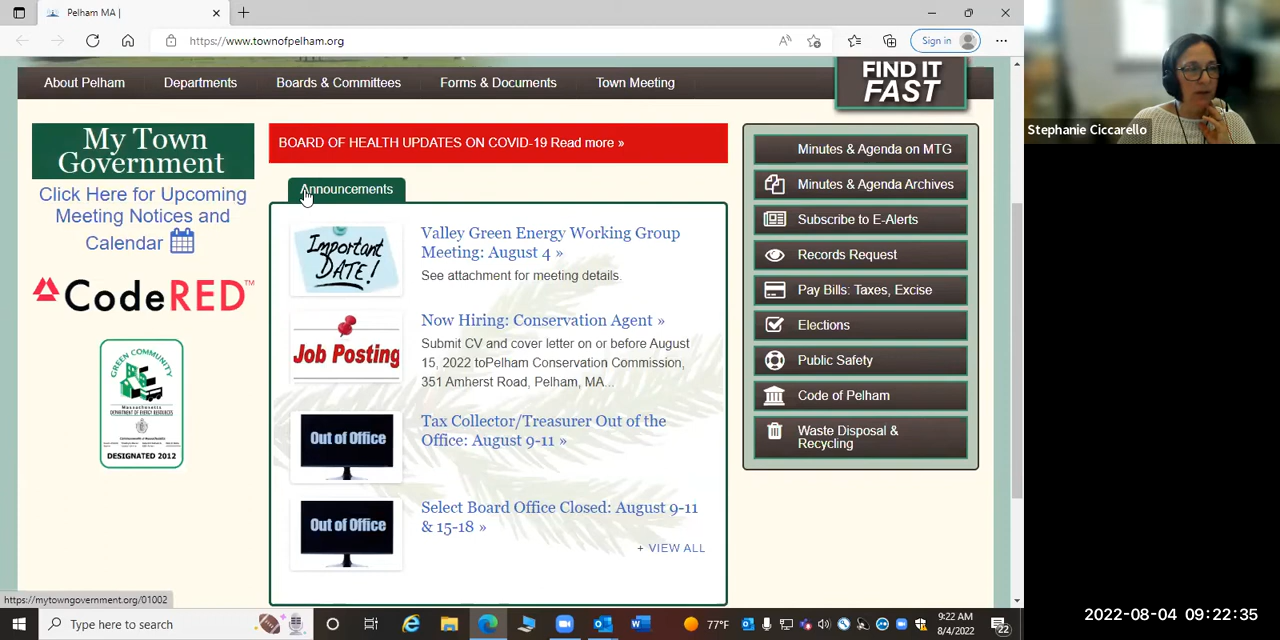 Pelham MA |
https://www.townofpelham.org
Sign in
About Pelham
Departments
Boards & Committees
Forms & Documents
Town Meeting
FIND IT
FAST
My Town
Government
Click Here for Upcoming
Meeting Notices and
Calendar
CodeRED™
GREEN COMMUNITY
DESIGNATED 2012
BOARD OF HEALTH UPDATES ON COVID-19 Read more »
Announcements
Important
DATE!
Valley Green Energy Working Group
Meeting: August 4 »
See attachment for meeting details.
Job Posting
Now Hiring: Conservation Agent »
Submit CV and cover letter on or before August
15, 2022 toPelham Conservation Commission,
351 Amherst Road, Pelham, MA...
Out of Office
Tax Collector/Treasurer Out of the
Office: August 9-11 »
Out of Office
Select Board Office Closed: August 9-11
& 15-18 »
+ VIEW ALL
Minutes & Agenda on MTG
Minutes & Agenda Archives
Subscribe to E-Alerts
Records Request
Pay Bills: Taxes, Excise
Elections
Public Safety
Code of Pelham
Waste Disposal &
Recycling
Stephanie Ciccarello
https://mytowngovernment.org/01002
Type here to search
77°F
9:22 AM
8/4/2022
22
2022-08-04 09:22:35